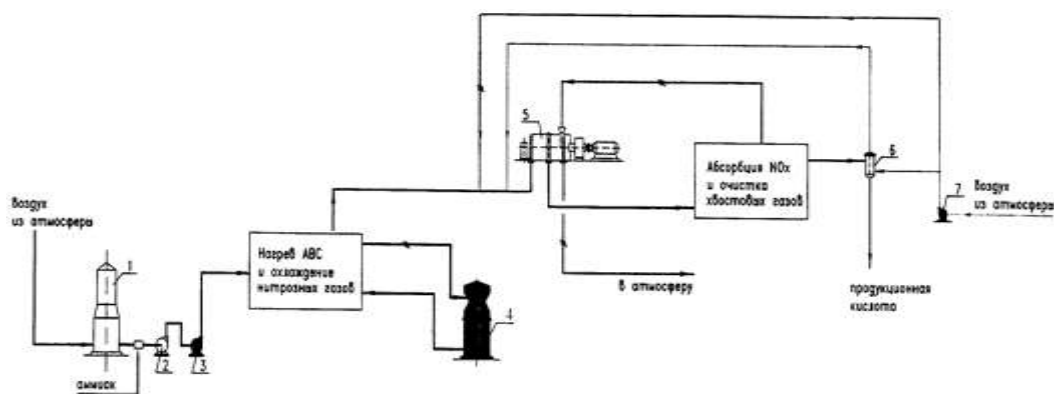 5
Абсорбция NOx
и очистка
хвостовых газов
6
7
воздух
из атмосферы
воздух
из атмосферы
1
Нагрев АВС
и охлаждение
нитрозных газов
4
в атмосферу
продукционная
кислота
2
3
аммиак